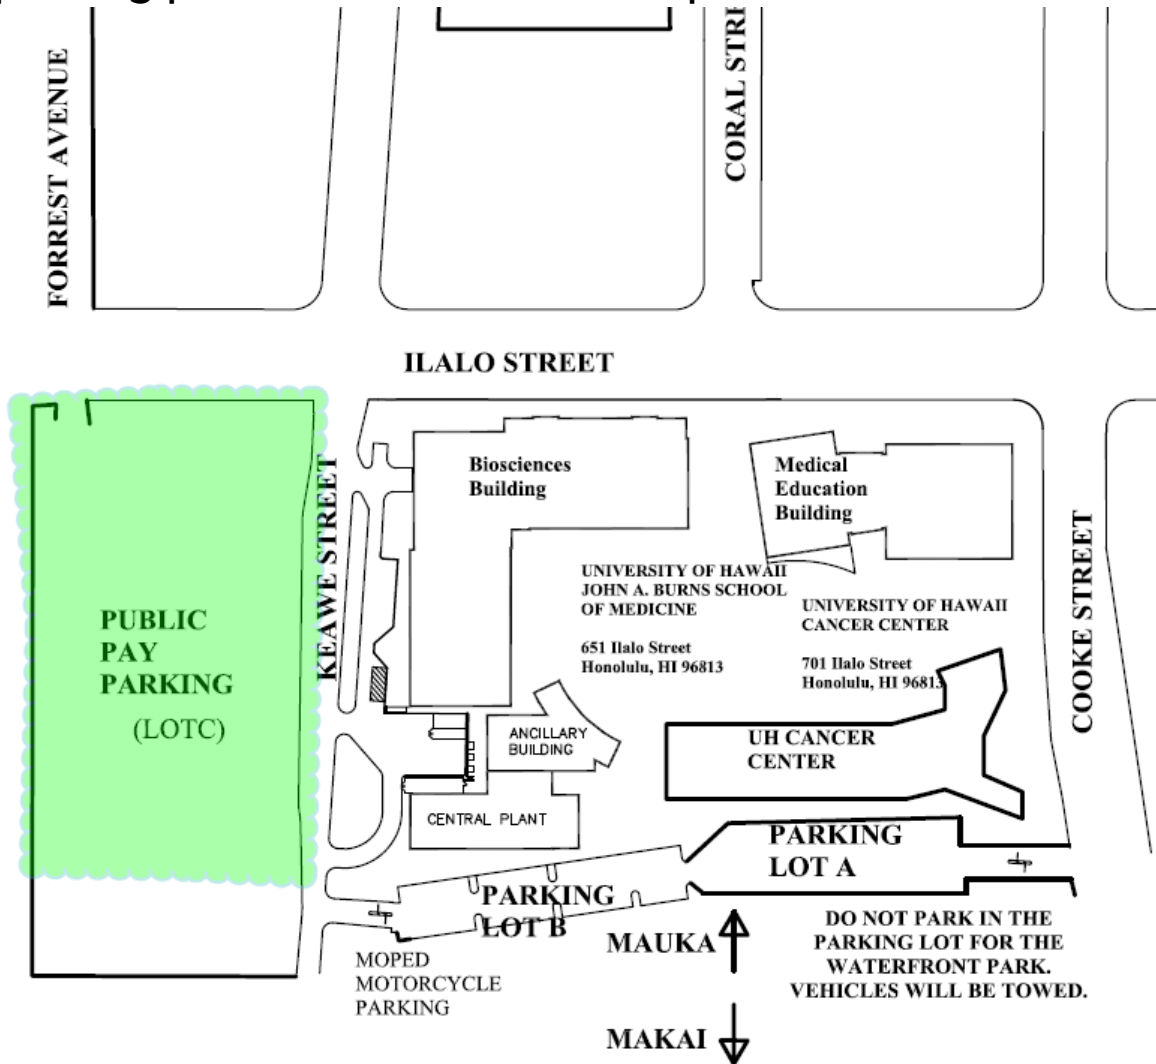 FORREST AVENUE
CORAL STRE
ILALO STREET
KEAWE STREET
COOKE STREET
Biosciences
Building
Medical
Education
Building
UNIVERSITY OF HAWAII
JOHN A. BURNS SCHOOL
OF MEDICINE
651 Ilalo Street
Honolulu, HI 96813
UNIVERSITY OF HAWAII
CANCER CENTER
701 Ilalo Street
Honolulu, HI 96813
PUBLIC
PAY
PARKING
(LOTC)
ANCILLARY
BUILDING
UH CANCER
CENTER
CENTRAL PLANT
PARKING
LOT A
PARKING
LOT B
MOPED
MOTORCYCLE
PARKING
MAUKA
MAKAI
DO NOT PARK IN THE
PARKING LOT FOR THE
WATERFRONT PARK.
VEHICLES WILL BE TOWED.